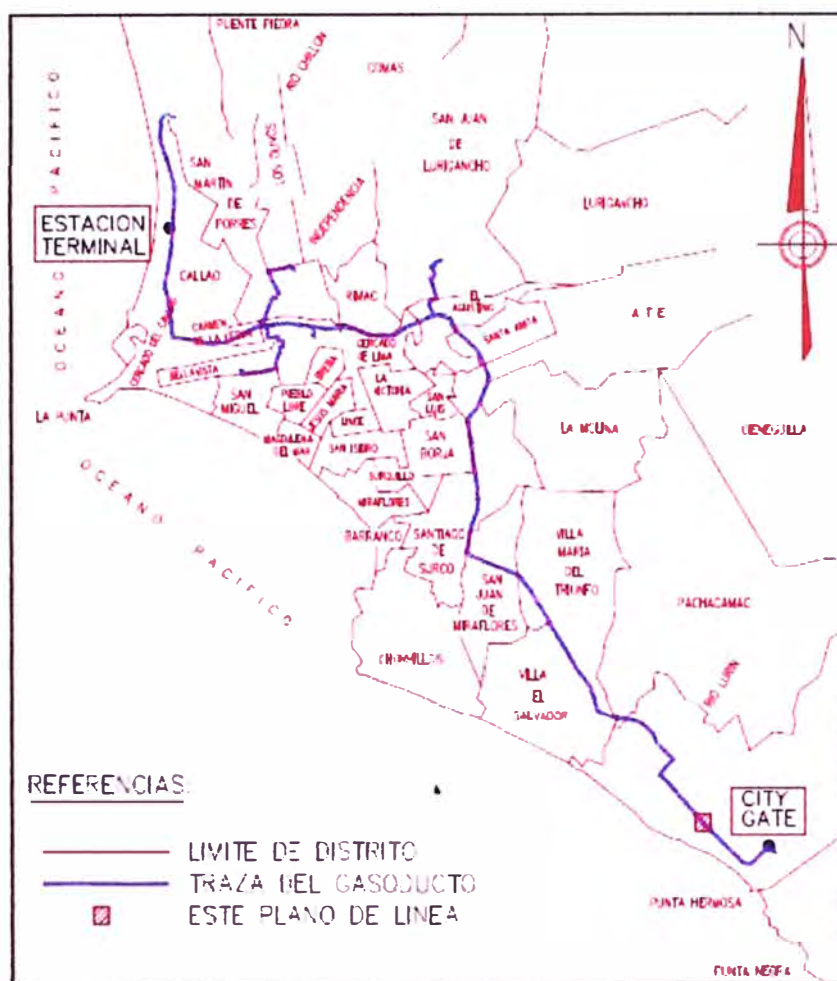 PUENTE PIEDRA
RIO CHILLON
COMAS
N
OCEANO PACIFICO
SAN JUAN
DE
LURIGANCHO
LOS OLIVOS
SAN
MARTIN
DE
PORRES
INDEPENDENCIA
LURIGANCHO
ESTACION
TERMINAL
CALLAO
RIMAC
EL
AGUSTINO
A T E
SANTA ANITA
CARMEN
DE LA
CERCADO DEL CALLAO
CERCADO
DE LIMA
BELLAVISTA
BREÑA
LA
VICTORIA
SAN
LUIS
LA PUNTA
SAN
MIGUEL
PUEBLO
LIBRE
JESUS MARIA
LINCE
MAGDALENA
DEL MAR
SAN ISIDRO
SAN
BORJA
LA MOLINA
CIENEGUILLA
SURQUILLO
MIRAFLORES
OCEANO PACIFICO
BARRANCO
SANTIAGO
DE
SURCO
VILLA
MARIA
DEL
TRIUNFO
SAN
JUAN
DE
MIRAFLORES
PACHACAMAC
CHORRILLOS
VILLA
EL
SALVADOR
RIO LURIN
REFERENCIAS:
CITY
GATE
LIMITE DE DISTRITO
TRAZA DEL GASODUCTO
ESTE PLANO DE LINEA
PUNTA HERMOSA
PUNTA NEGRA